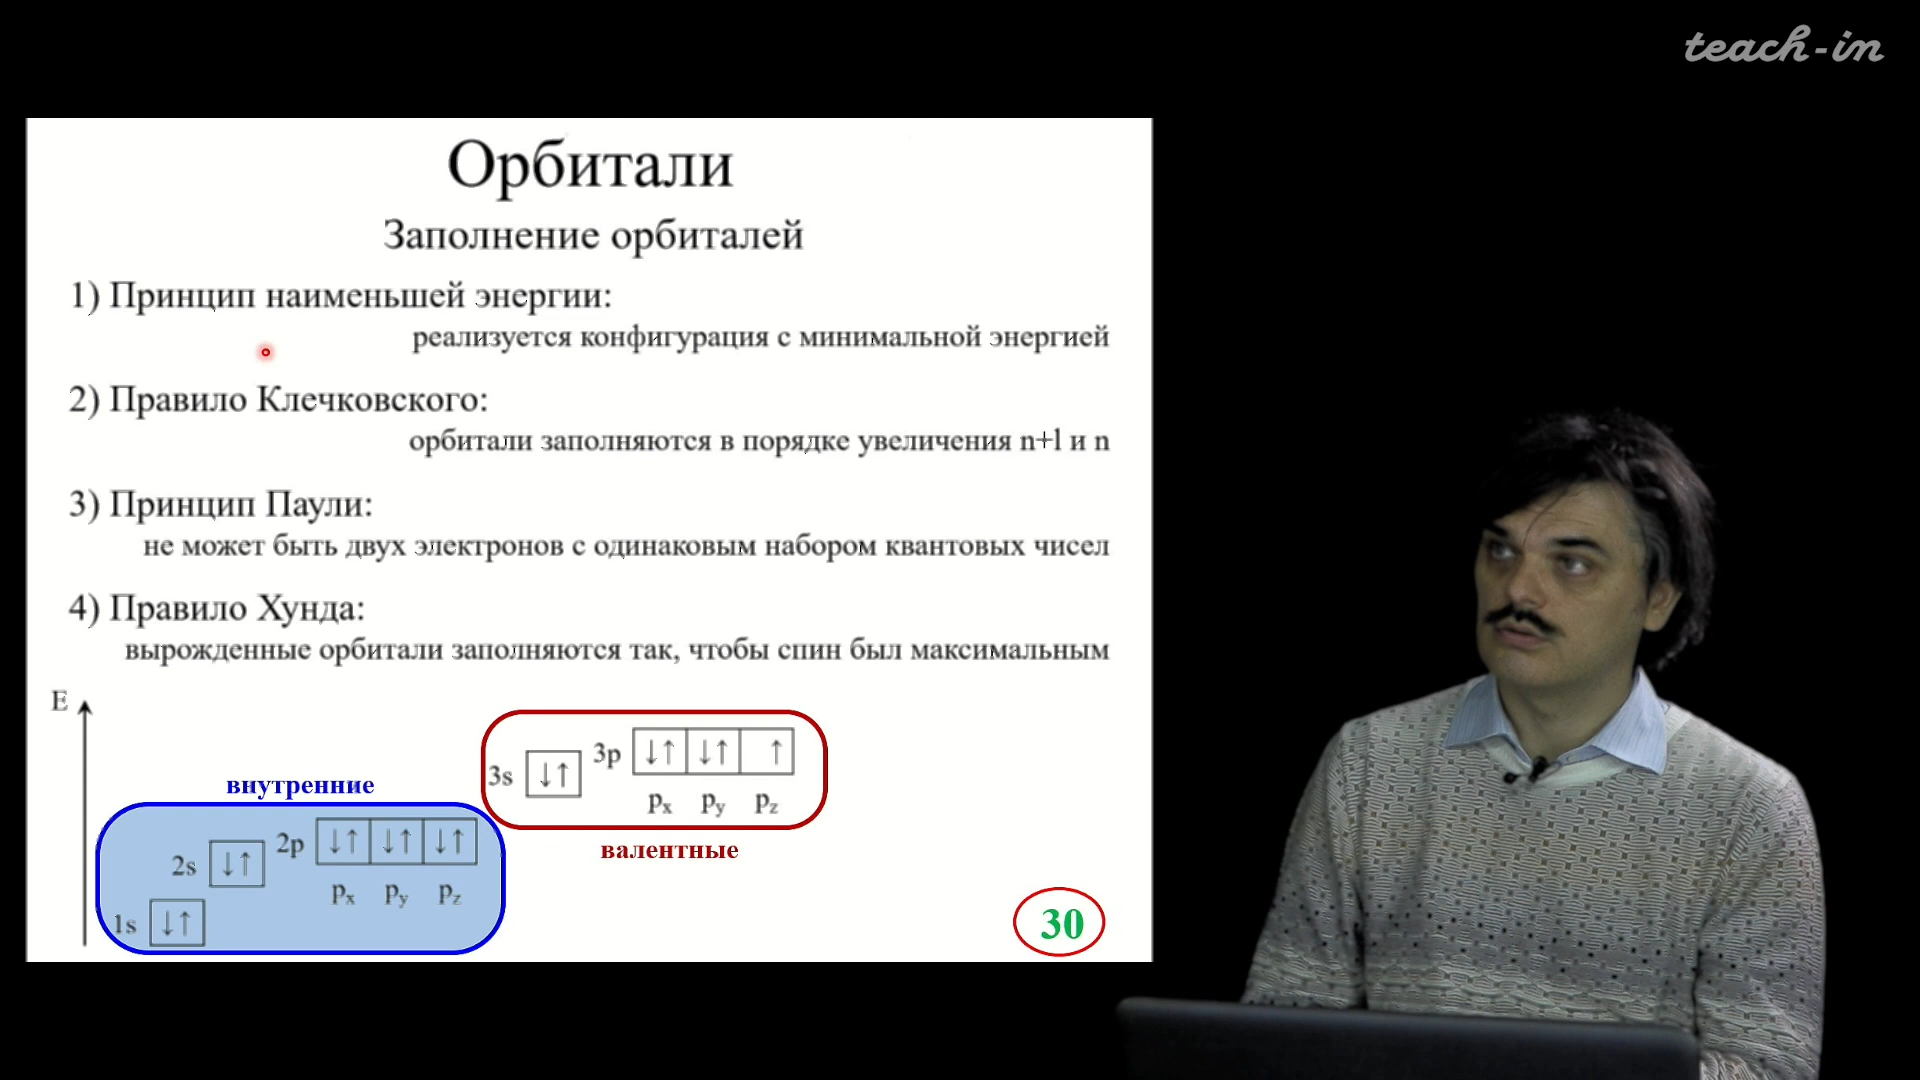 teach-in
Орбитали
Заполнение орбиталей
1) Принцип наименьшей энергии:
реализуется конфигурация с минимальной энергией
2) Правило Клечковского:
орбитали заполняются в порядке увеличения n+l и n
3) Принцип Паули:
не может быть двух электронов с одинаковым набором квантовых чисел
4) Правило Хунда:
вырожденные орбитали заполняются так, чтобы спин был максимальным
E
3s ↓↑ 3p ↓↑ ↓↑ ↑
px py pz
валентные
внутренние
2s ↓↑ 2p ↓↑ ↓↑ ↓↑
px py pz
1s ↓↑
30